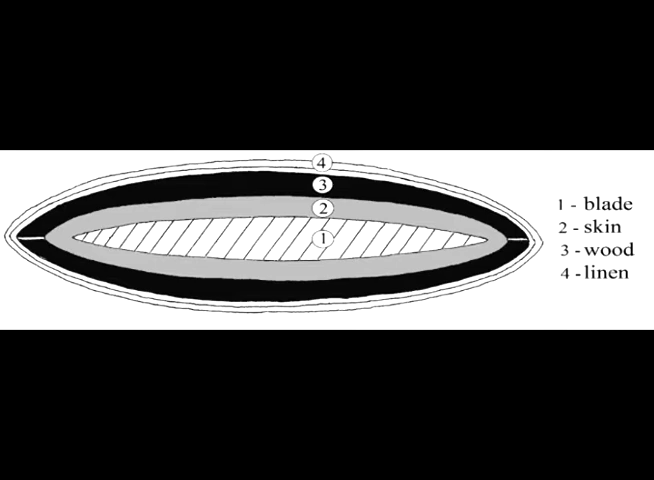 4
3
2
1
1 - blade
2 - skin
3 - wood
4 - linen